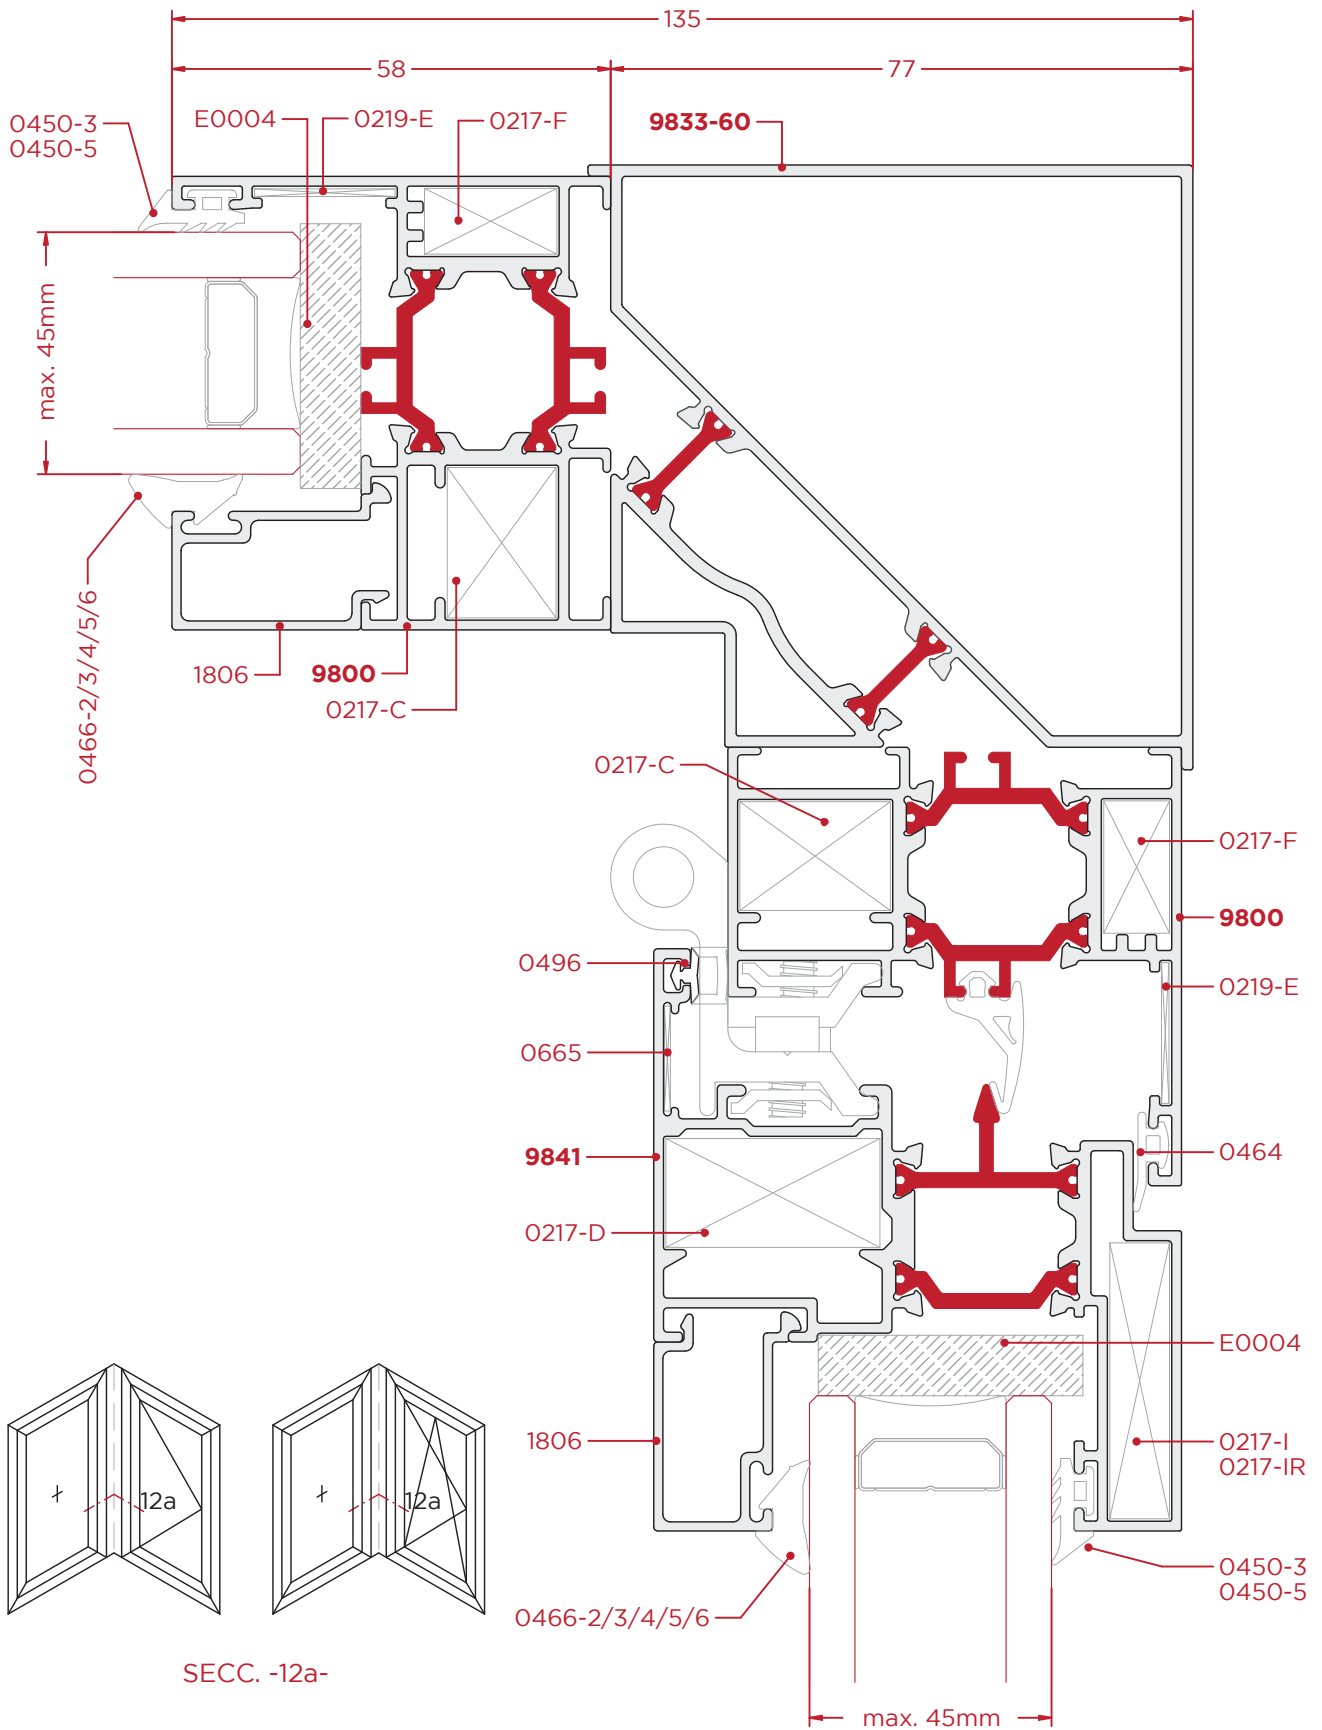 135
58
77
0450-3
0450-5
E0004
0219-E
0217-F
9833-60
max. 45mm
0466-2/3/4/5/6
1806
9800
0217-C
0217-C
0217-F
9800
0496
0219-E
0665
9841
0464
0217-D
E0004
1806
0217-I
0217-IR
12a
12a
0450-3
0450-5
0466-2/3/4/5/6
SECC. -12a-
max. 45mm